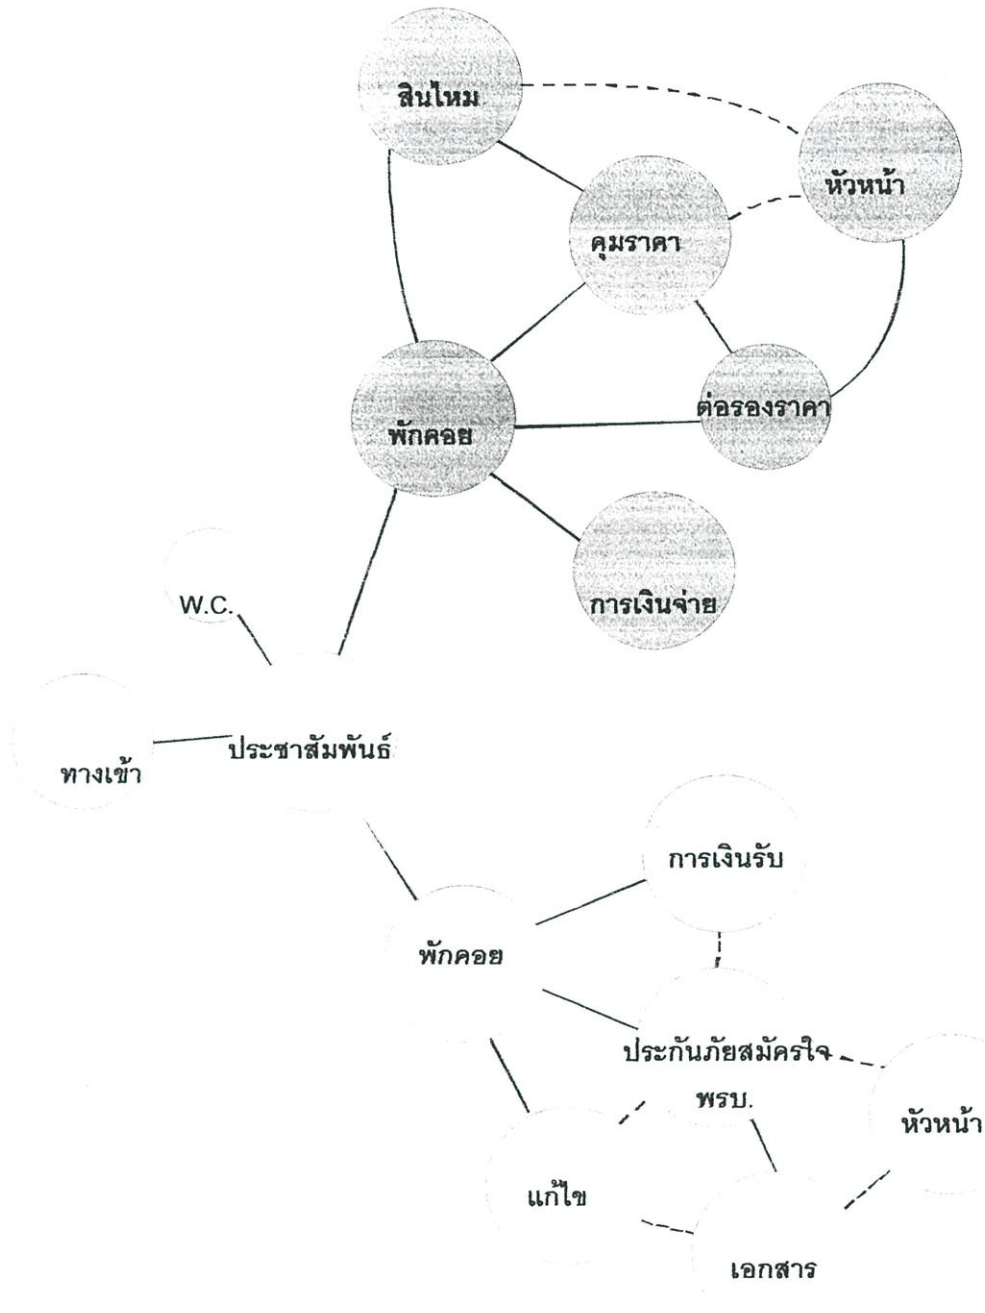 สินไหม
หัวหน้า
คุมราคา
ต่อรองราคา
พักคอย
การเงินจ่าย
W.C.
ประชาสัมพันธ์
ทางเข้า
การเงินรับ
พักคอย
ประกันภัยสมัครใจ
พรบ.
หัวหน้า
แก้ไข
เอกสาร